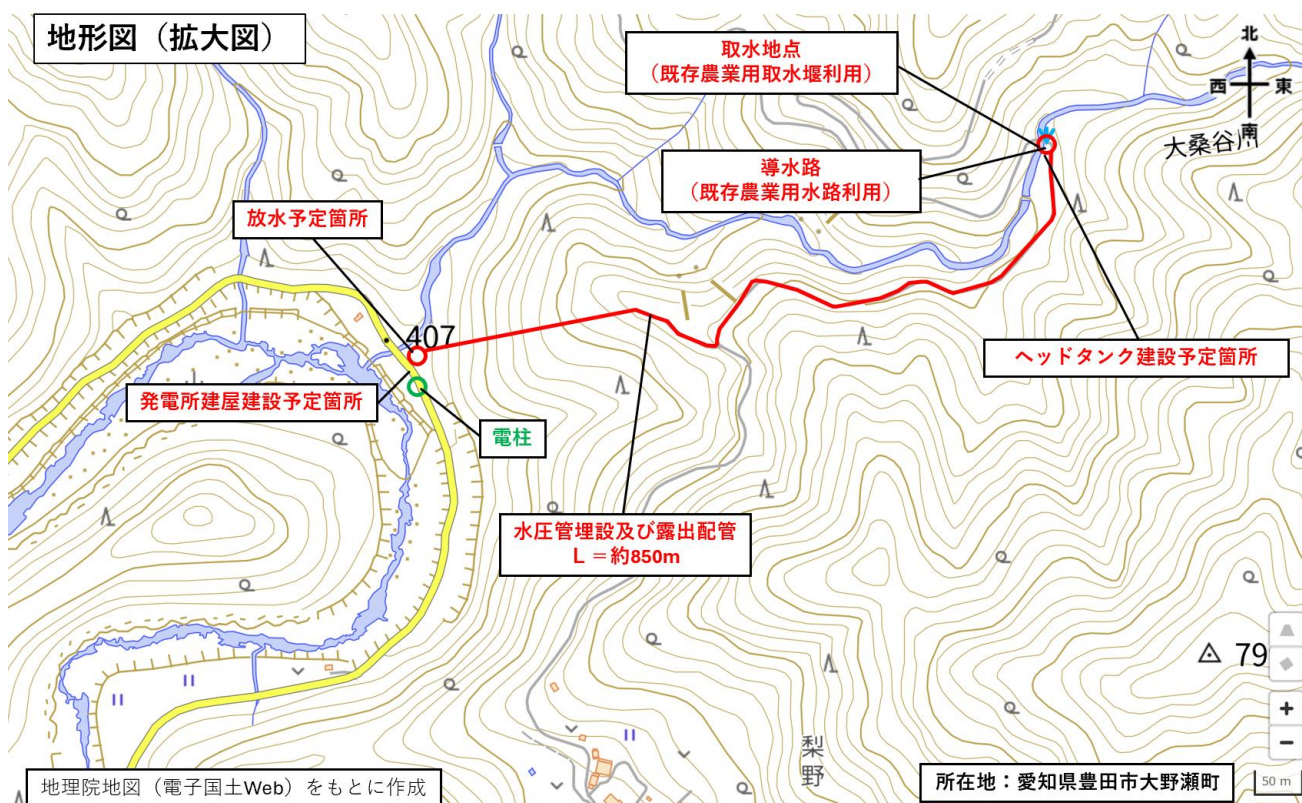 地形図（拡大図）
取水地点
（既存農業用取水堰利用）
北
西
東
南
大桑谷川
導水路
（既存農業用水路利用）
放水予定箇所
407
ヘッドタンク建設予定箇所
発電所建屋建設予定箇所
電柱
水圧管埋設及び露出配管
L＝約850m
79
+
−
梨野
地理院地図（電子国土Web）をもとに作成
所在地：愛知県豊田市大野瀬町
50 m